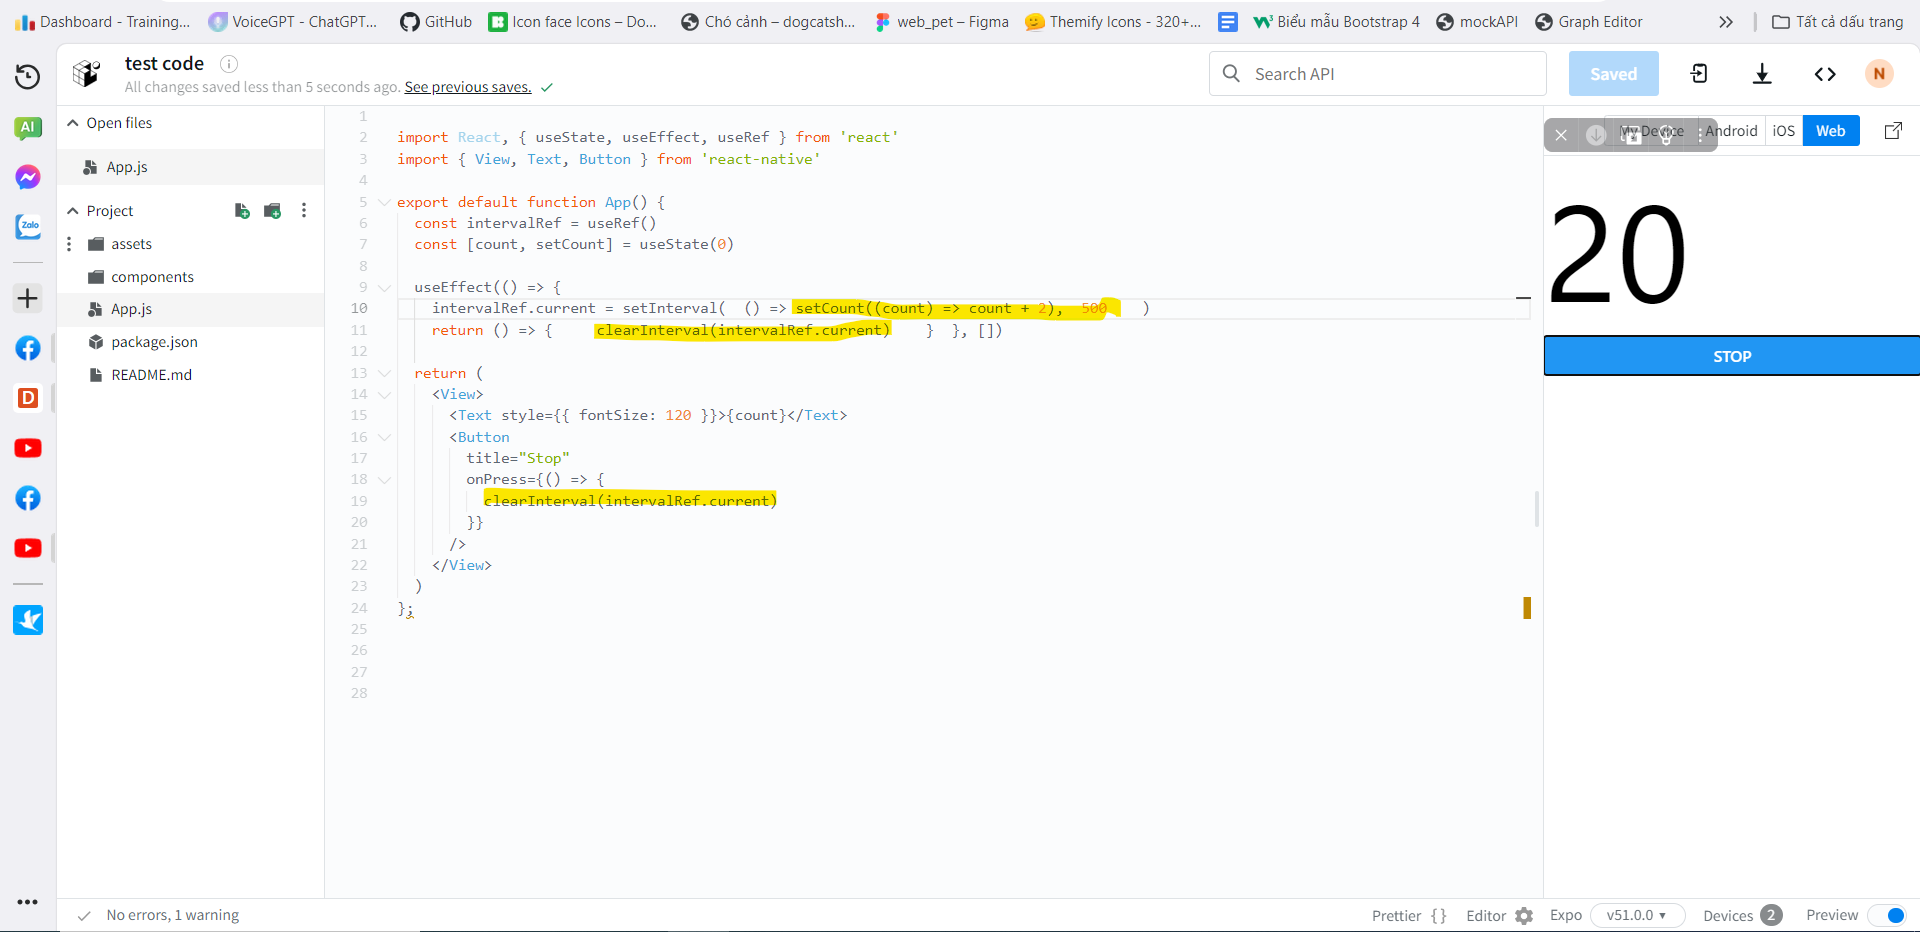 Dashboard - Training... VoiceGPT - ChatGPT... GitHub Icon face Icons – Do... Chó cảnh – dogcatsh... web_pet – Figma Themify Icons - 320+... Biểu mẫu Bootstrap 4 mockAPI Graph Editor Tất cả dấu trang
test code
All changes saved less than 5 seconds ago. See previous saves.
Search API
Saved
N
AI
Zalo
D
Open files
App.js
Project
assets
components
App.js
package.json
README.md
1
2 import React, { useState, useEffect, useRef } from 'react'
3 import { View, Text, Button } from 'react-native'
4
5 export default function App() {
6 const intervalRef = useRef()
7 const [count, setCount] = useState(0)
8
9 useEffect(() => {
10 intervalRef.current = setInterval( () => setCount((count) => count + 2), 500 )
11 return () => { clearInterval(intervalRef.current) } }, [])
12
13 return (
14 <View>
15 <Text style={{ fontSize: 120 }}>{count}</Text>
16 <Button
17 title="Stop"
18 onPress={() => {
19 clearInterval(intervalRef.current)
20 }}
21 />
22 </View>
23 )
24 };
25
26
27
28
My Device Android iOS Web
20
STOP
No errors, 1 warning
Prettier {} Editor Expo v51.0.0 Devices 2 Preview